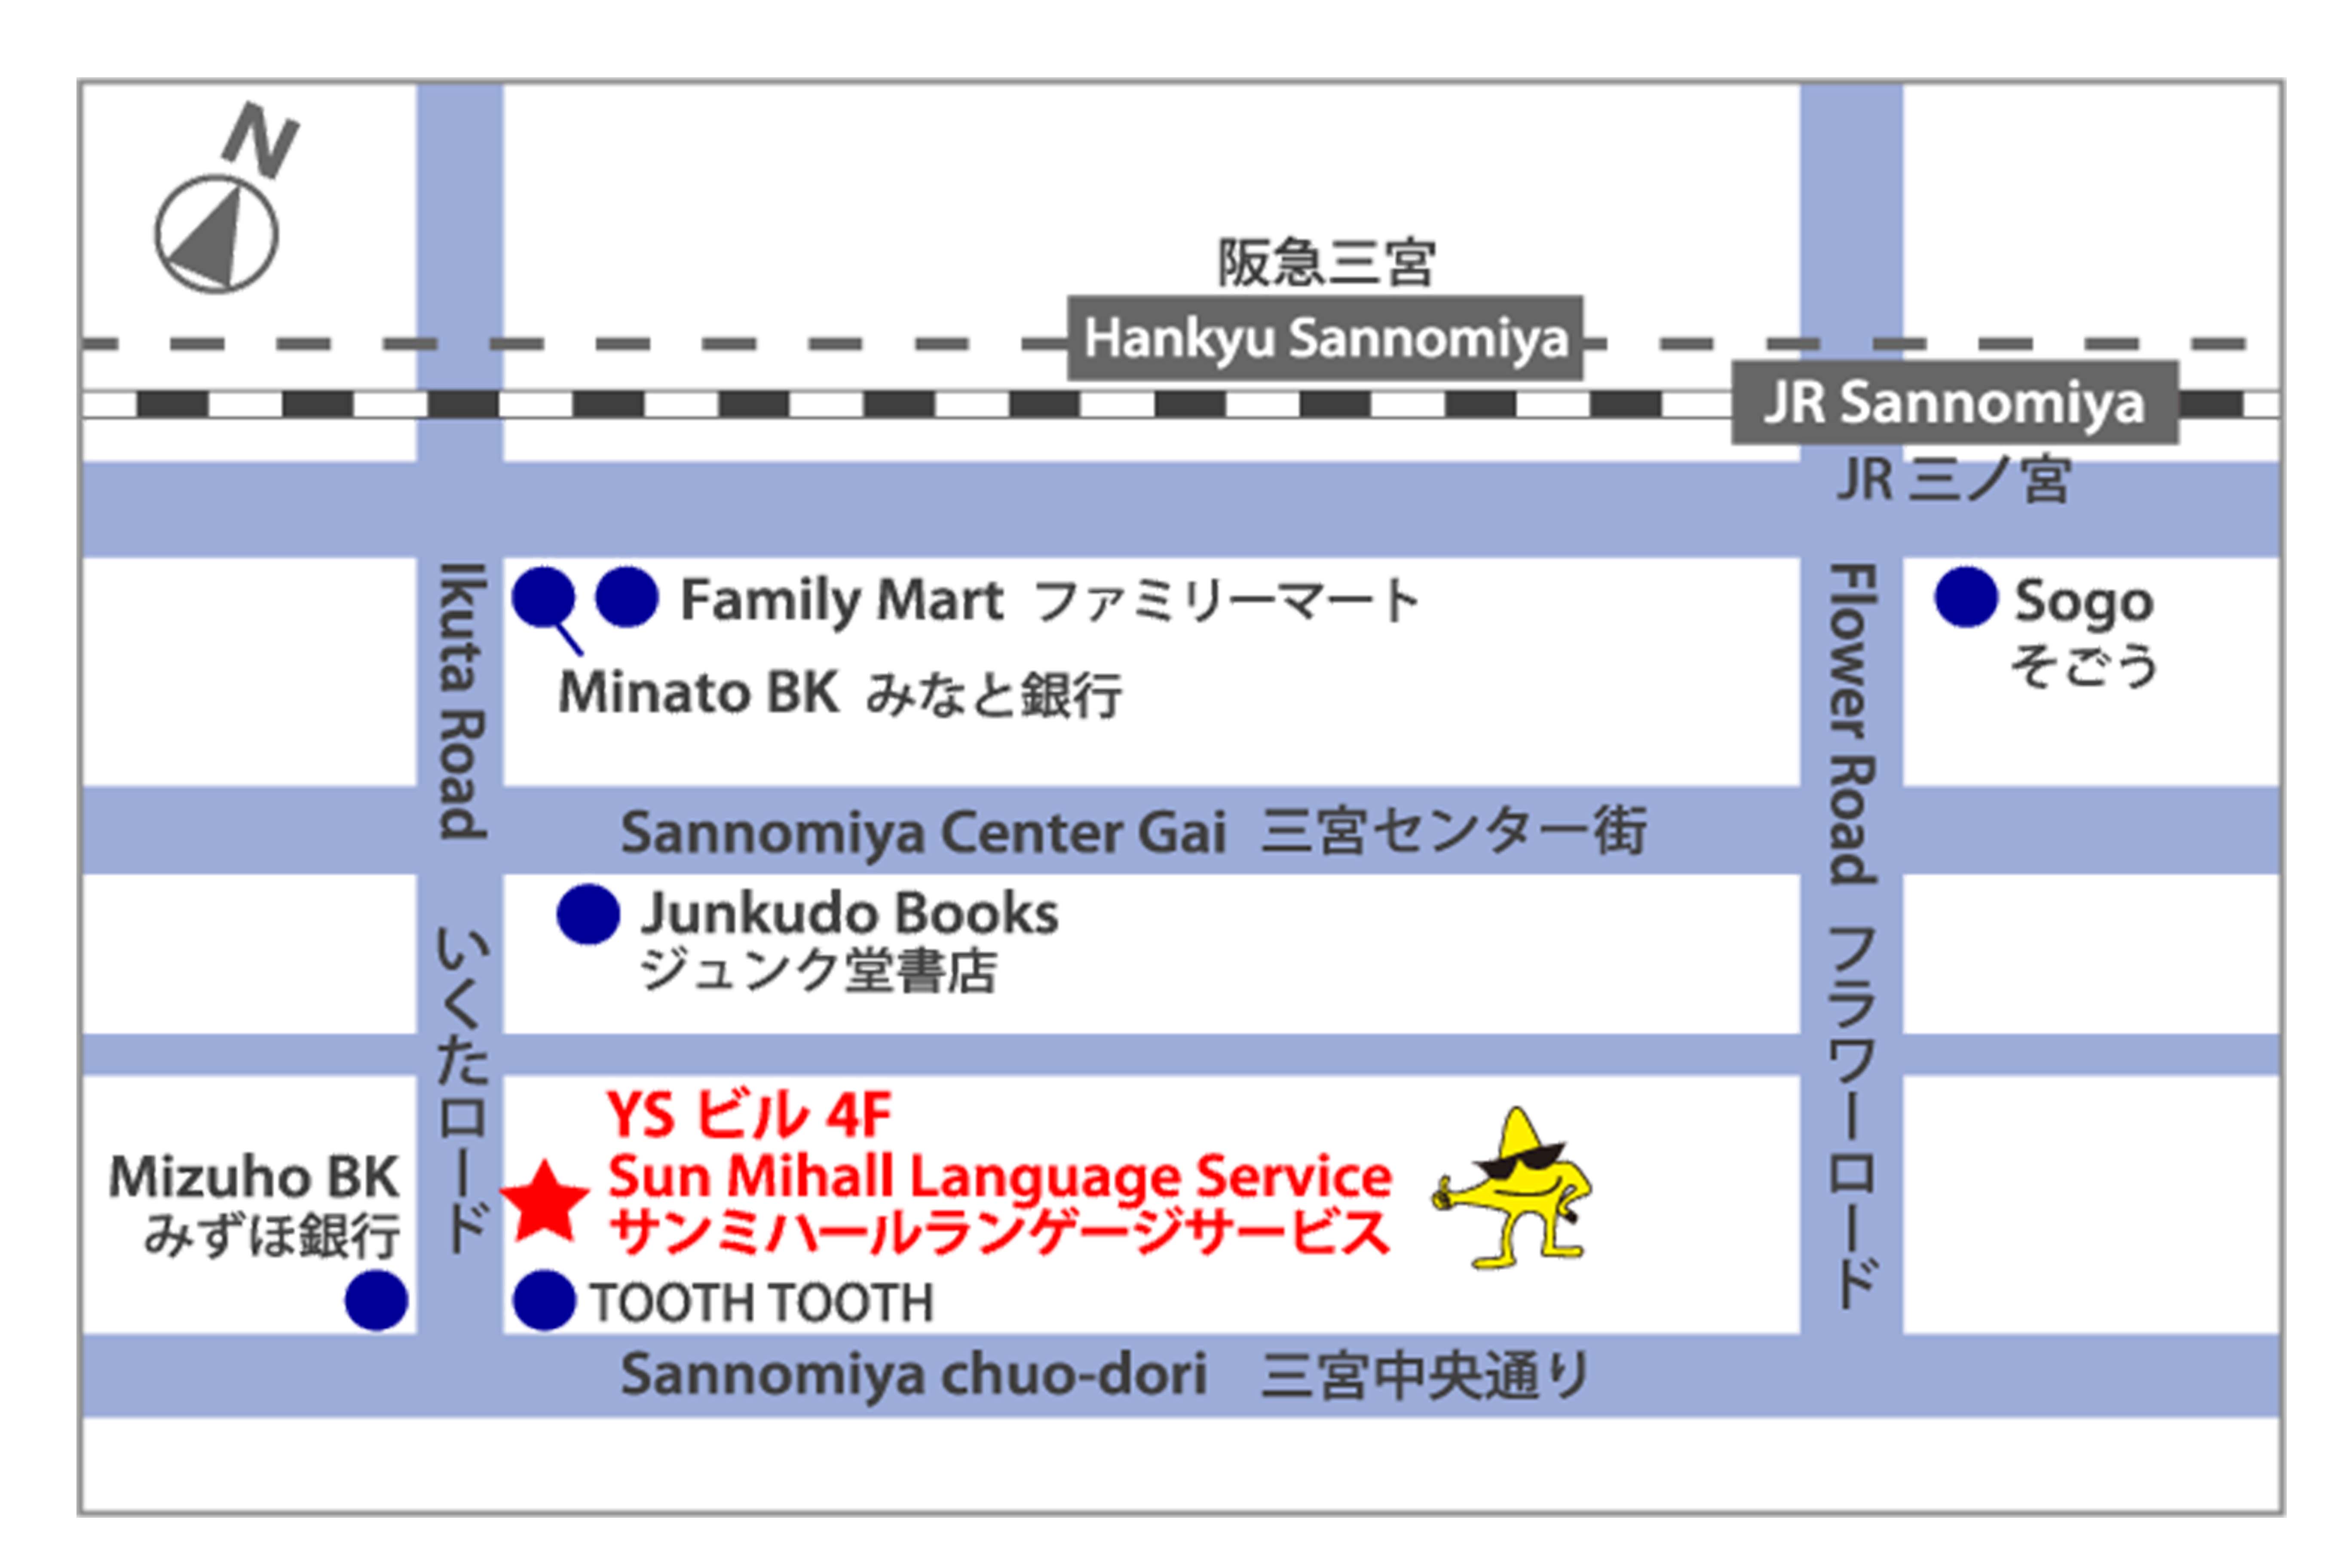 N
阪急三宮
Hankyu Sannomiya
JR Sannomiya
JR 三ノ宮
Ikuta Road いくたロード
Flower Road フラワーロード
Family Mart ファミリーマート
Minato BK みなと銀行
Sogo
そごう
Sannomiya Center Gai 三宮センター街
Junkudo Books
ジュンク堂書店
YS ビル 4F
Sun Mihall Language Service
サンミハールランゲージサービス
Mizuho BK
みずほ銀行
TOOTH TOOTH
Sannomiya chuo-dori 三宮中央通り